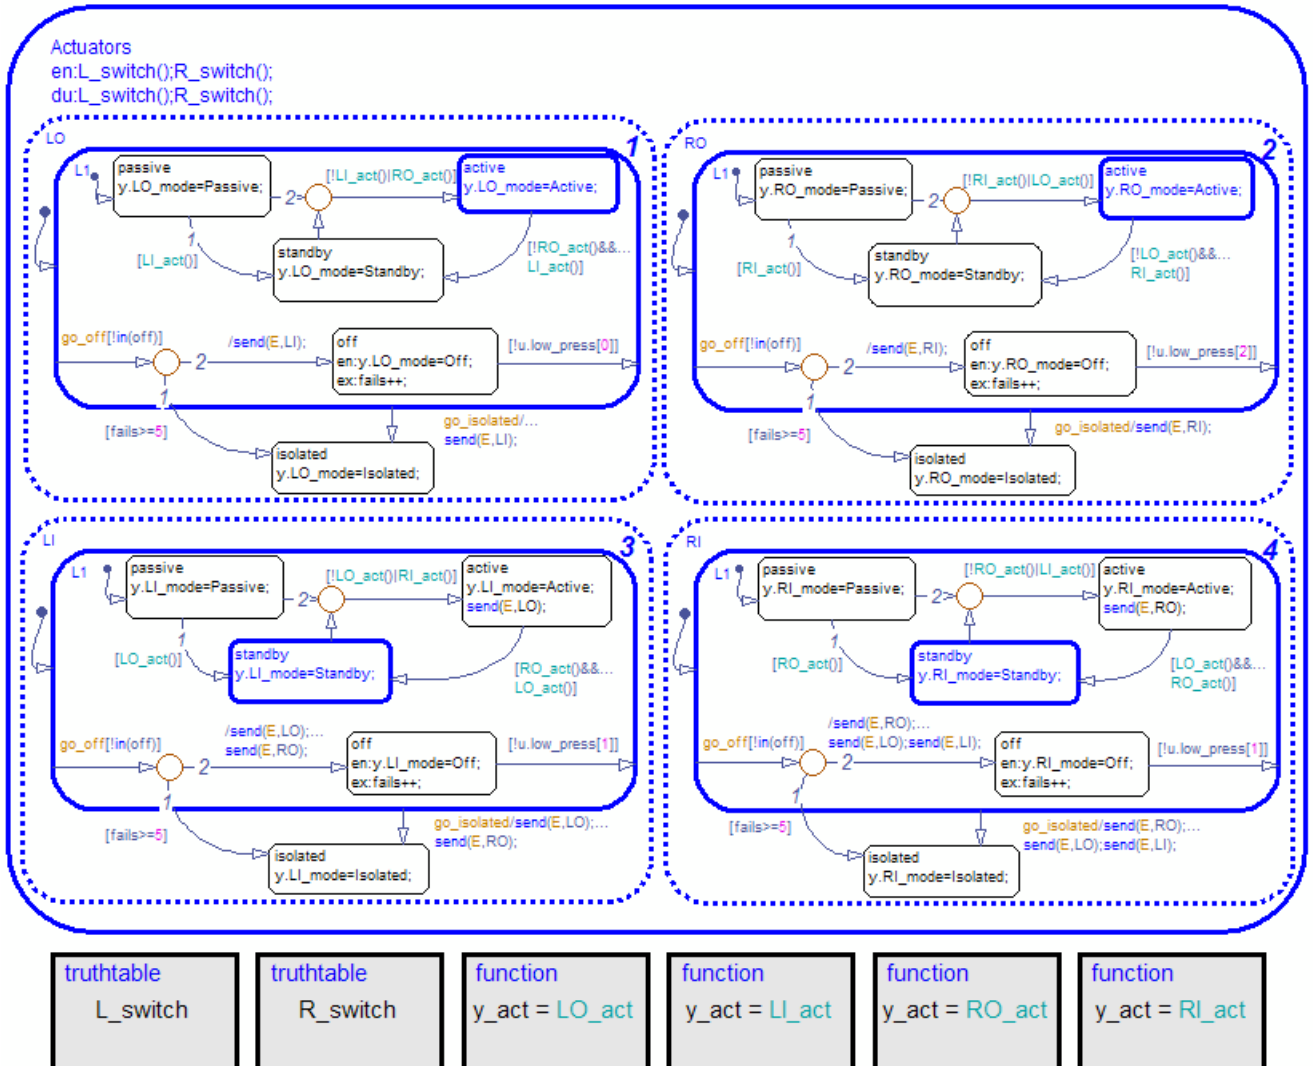 Actuators
en:L_switch();R_switch();
du:L_switch();R_switch();
LO
1
L1
passive
y.LO_mode=Passive;
2
[!LI_act()|RO_act()]
active
y.LO_mode=Active;
1
[LI_act()]
standby
y.LO_mode=Standby;
[!RO_act()&&...
LI_act()]
go_off[!in(off)]
2
/send(E,LI);
off
en:y.LO_mode=Off;
ex:fails++;
[!u.low_press[0]]
1
[fails>=5]
go_isolated/...
send(E,LI);
isolated
y.LO_mode=Isolated;
RO
2
L1
passive
y.RO_mode=Passive;
2
[!RI_act()|LO_act()]
active
y.RO_mode=Active;
1
[RI_act()]
standby
y.RO_mode=Standby;
[!LO_act()&&...
RI_act()]
go_off[!in(off)]
2
/send(E,RI);
off
en:y.RO_mode=Off;
ex:fails++;
[!u.low_press[2]]
1
[fails>=5]
go_isolated/send(E,RI);
isolated
y.RO_mode=Isolated;
LI
3
L1
passive
y.LI_mode=Passive;
2
[!LO_act()|RI_act()]
active
y.LI_mode=Active;
send(E,LO);
1
[LO_act()]
standby
y.LI_mode=Standby;
[RO_act()&&...
LO_act()]
go_off[!in(off)]
2
/send(E,LO);...
send(E,RO);
off
en:y.LI_mode=Off;
ex:fails++;
[!u.low_press[1]]
1
[fails>=5]
go_isolated/send(E,LO);...
send(E,RO);
isolated
y.LI_mode=Isolated;
RI
4
L1
passive
y.RI_mode=Passive;
2
[!RO_act()|LI_act()]
active
y.RI_mode=Active;
send(E,RO);
1
[RO_act()]
standby
y.RI_mode=Standby;
[LO_act()&&...
RO_act()]
go_off[!in(off)]
2
/send(E,RO);...
send(E,LO);send(E,LI);
off
en:y.RI_mode=Off;
ex:fails++;
[!u.low_press[1]]
1
[fails>=5]
go_isolated/send(E,RO);...
send(E,LO);send(E,LI);
isolated
y.RI_mode=Isolated;
truthtable
L_switch
truthtable
R_switch
function
y_act = LO_act
function
y_act = LI_act
function
y_act = RO_act
function
y_act = RI_act